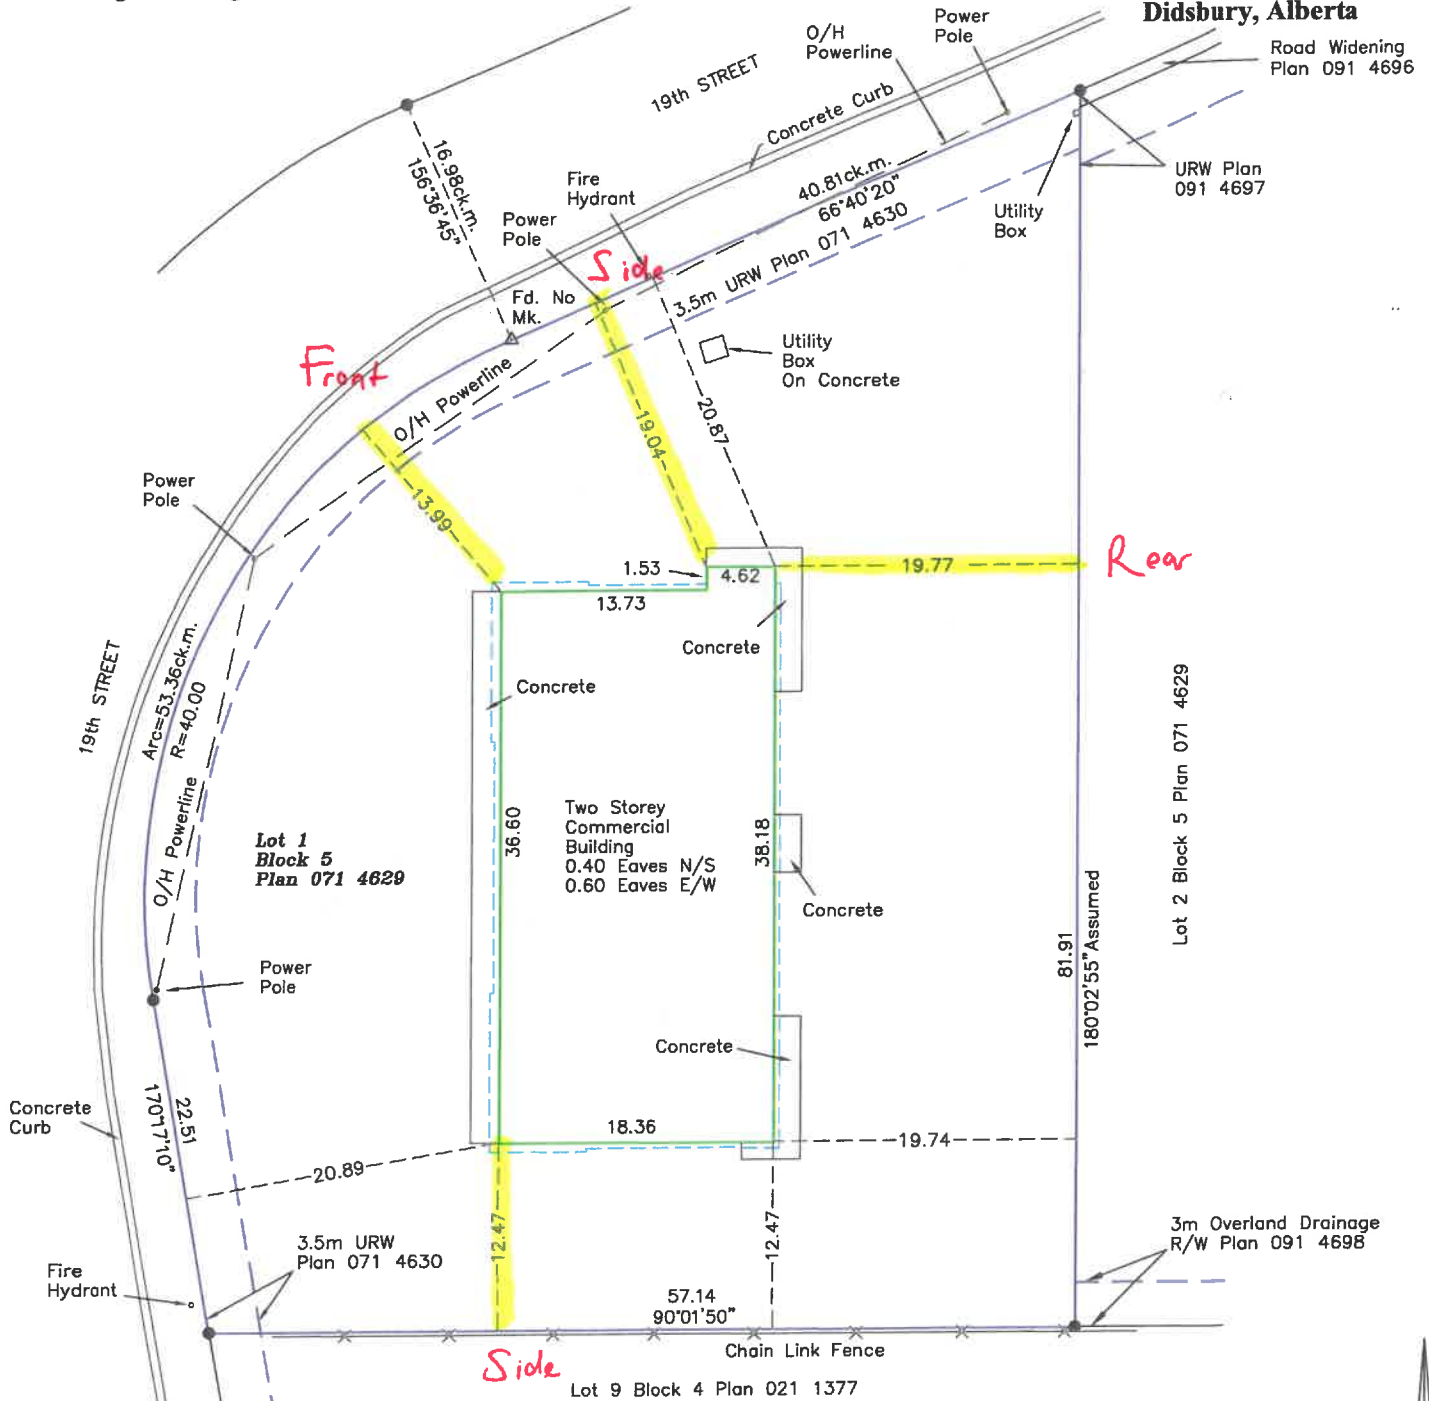 Didsbury, Alberta
Road Widening
Plan 091 4696
O/H
Powerline
Power
Pole
19th STREET
Concrete Curb
16.98ck.m.
156°36'45"
Fire
Hydrant
40.81ck.m.
66°40'20"
URW Plan
091 4697
Utility
Box
Power
Pole
Side
3.5m URW Plan 071 4630
Fd. No
Mk.
Utility
Box
On Concrete
Front
O/H Powerline
20.87
19.04
13.99
Power
Pole
1.53
4.62
19.77
Rear
13.73
Concrete
Concrete
19th STREET
Arc=53.36ck.m.
R=40.00
O/H Powerline
Lot 2 Block 5 Plan 071 4629
Two Storey
Commercial
Building
0.40 Eaves N/S
0.60 Eaves E/W
36.60
38.18
Lot 1
Block 5
Plan 071 4629
Concrete
81.91
180°02'55"Assumed
Power
Pole
Concrete
Concrete
Curb
22.51
170°17'10"
18.36
19.74
20.89
12.47
12.47
3.5m URW
Plan 071 4630
3m Overland Drainage
R/W Plan 091 4698
Fire
Hydrant
57.14
90°01'50"
Chain Link Fence
Side
Lot 9 Block 4 Plan 021 1377